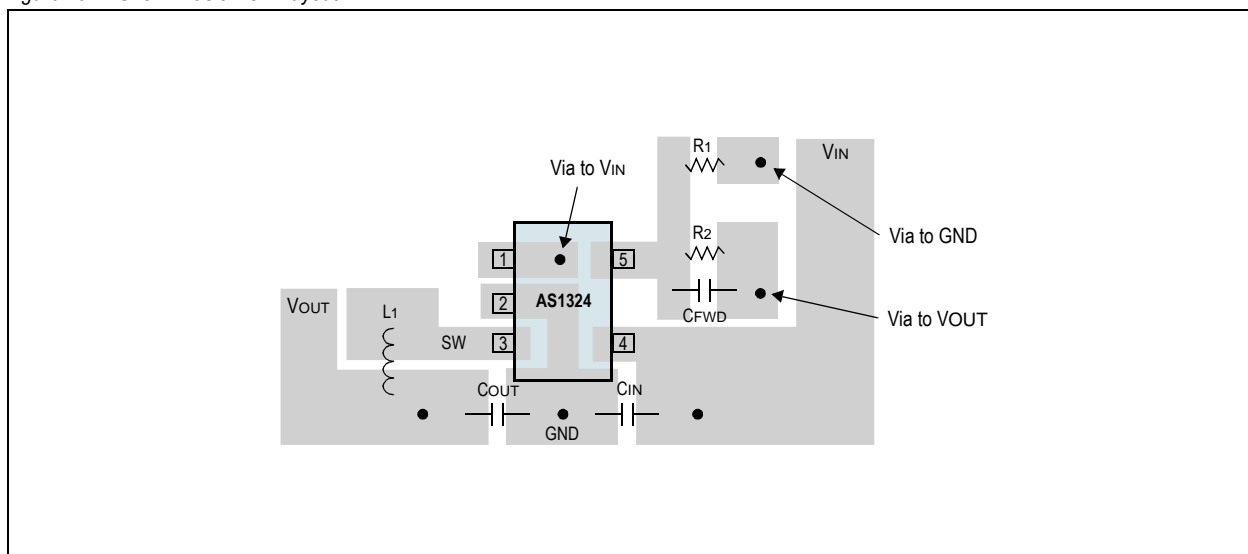 R1
VIN
Via to VIN
Via to GND
R2
1
5
AS1324
2
VOUT
L1
CFWD
Via to VOUT
SW
3
4
COUT
CIN
GND